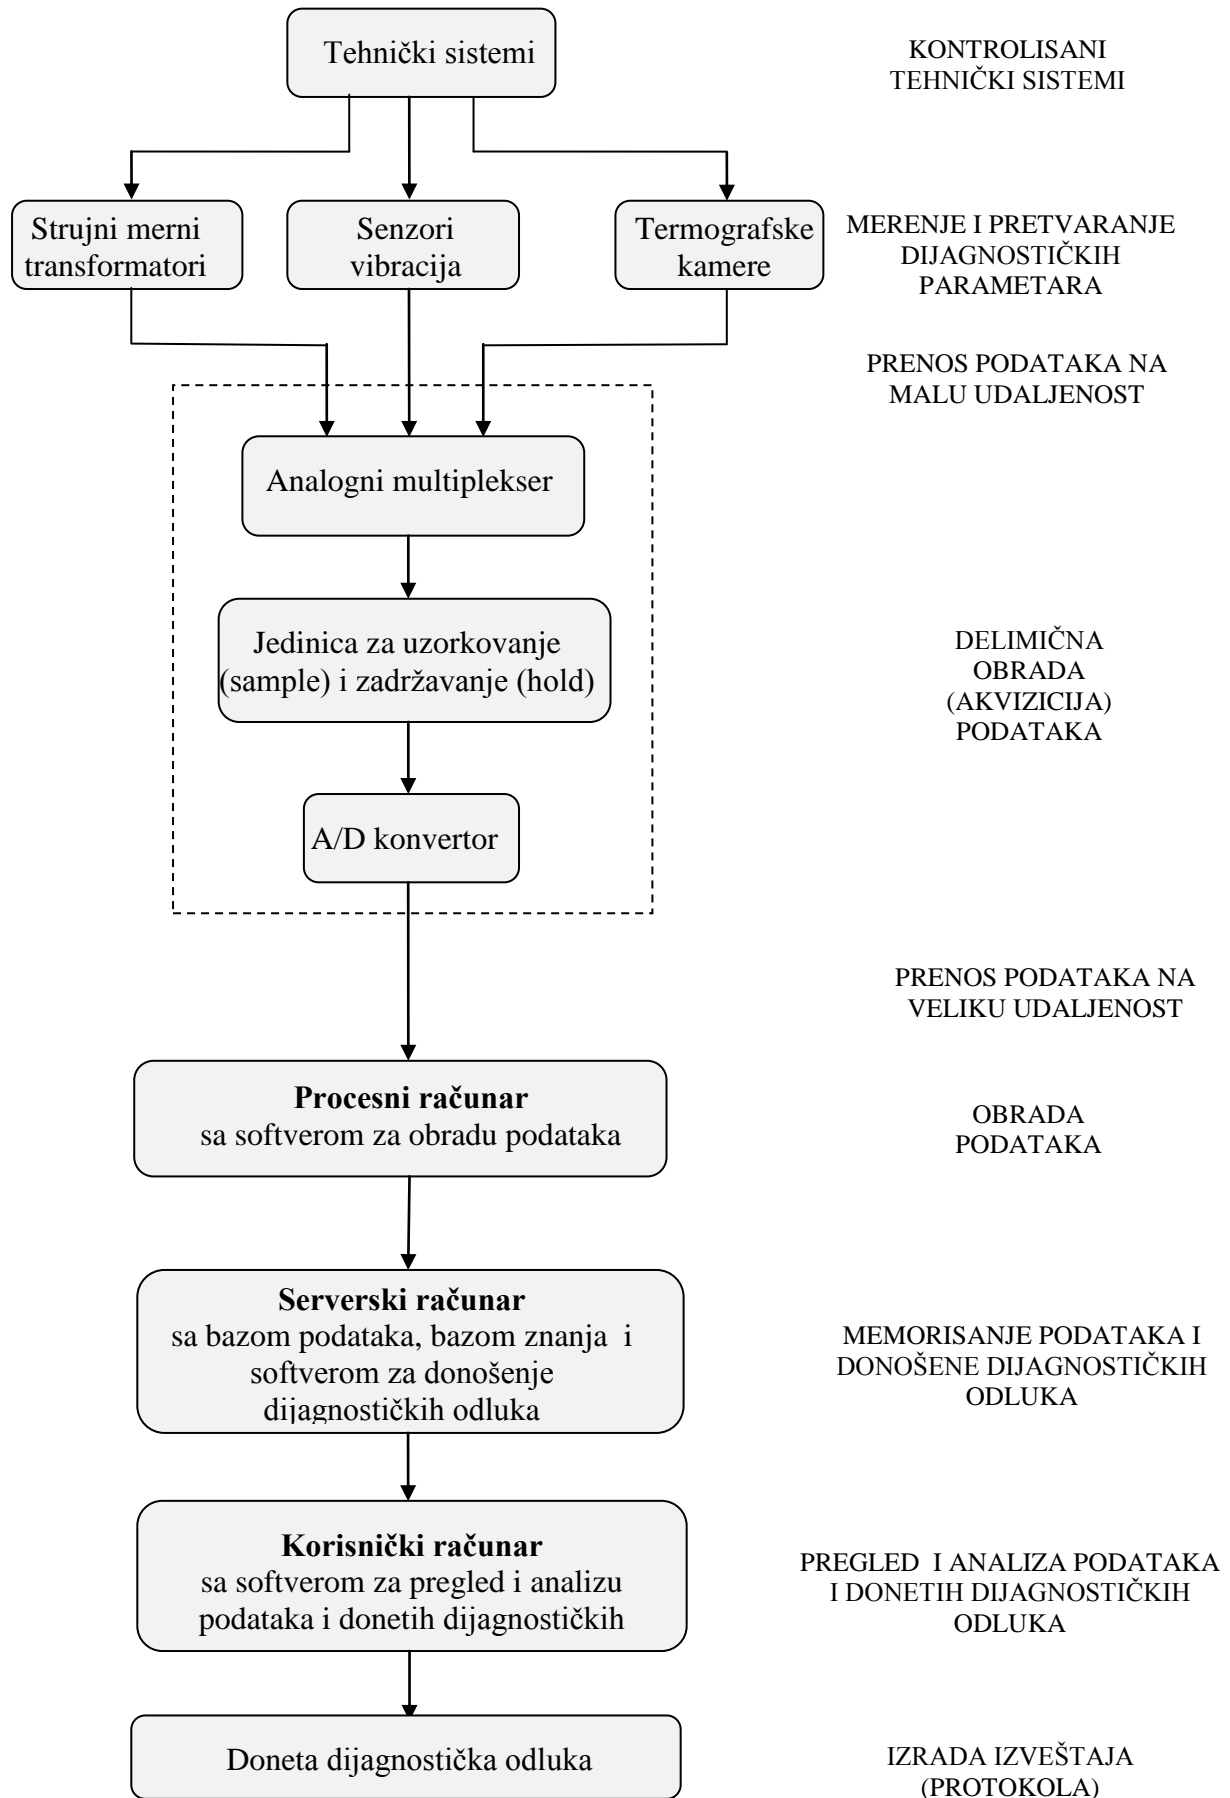 Tehnički sistemi
KONTROLISANI
TEHNIČKI SISTEMI
Strujni merni
transformatori
Senzori
vibracija
Termografske
kamere
MERENJE I PRETVARANJE
DIJAGNOSTIČKIH
PARAMETARA
PRENOS PODATAKA NA
MALU UDALJENOST
Analogni multiplekser
Jedinica za uzorkovanje
(sample) i zadržavanje (hold)
DELIMIČNA
OBRADA
(AKVIZICIJA)
PODATAKA
A/D konvertor
PRENOS PODATAKA NA
VELIKU UDALJENOST
Procesni računar
sa softverom za obradu podataka
OBRADA
PODATAKA
Serverski računar
sa bazom podataka, bazom znanja i
softverom za donošenje
dijagnostičkih odluka
MEMORISANJE PODATAKA I
DONOŠENE DIJAGNOSTIČKIH
ODLUKA
Korisnički računar
sa softverom za pregled i analizu
podataka i donetih dijagnostičkih
PREGLED I ANALIZA PODATAKA
I DONETIH DIJAGNOSTIČKIH
ODLUKA
Doneta dijagnostička odluka
IZRADA IZVEŠTAJA
(PROTOKOLA)